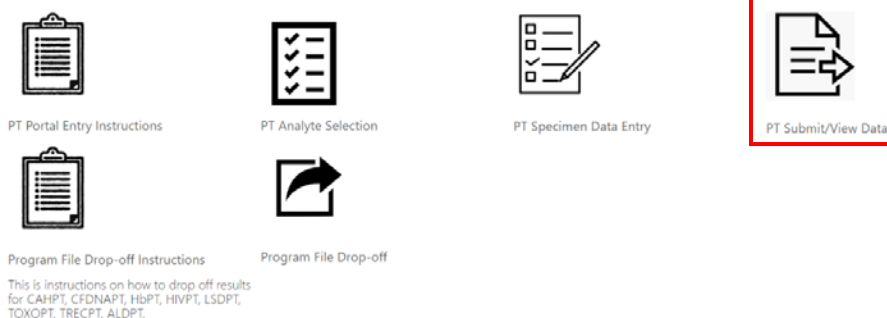 PT Portal Entry Instructions
PT Analyte Selection
PT Specimen Data Entry
PT Submit/View Data
Program File Drop-off Instructions
Program File Drop-off
This is instructions on how to drop off results
for CAHPT, CFDNAPT, HbPT, HIVPT, LSDPT,
TOXOPT, TRECPT, ALDPT.